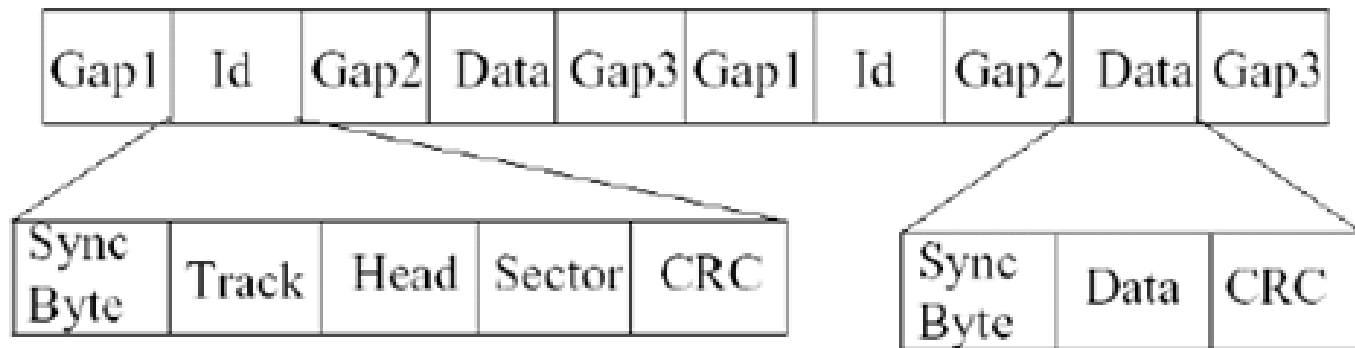 Gap1 Id Gap2 Data Gap3 Gap1 Id Gap2 Data Gap3
Sync Byte Track Head Sector CRC
Sync Byte Data CRC